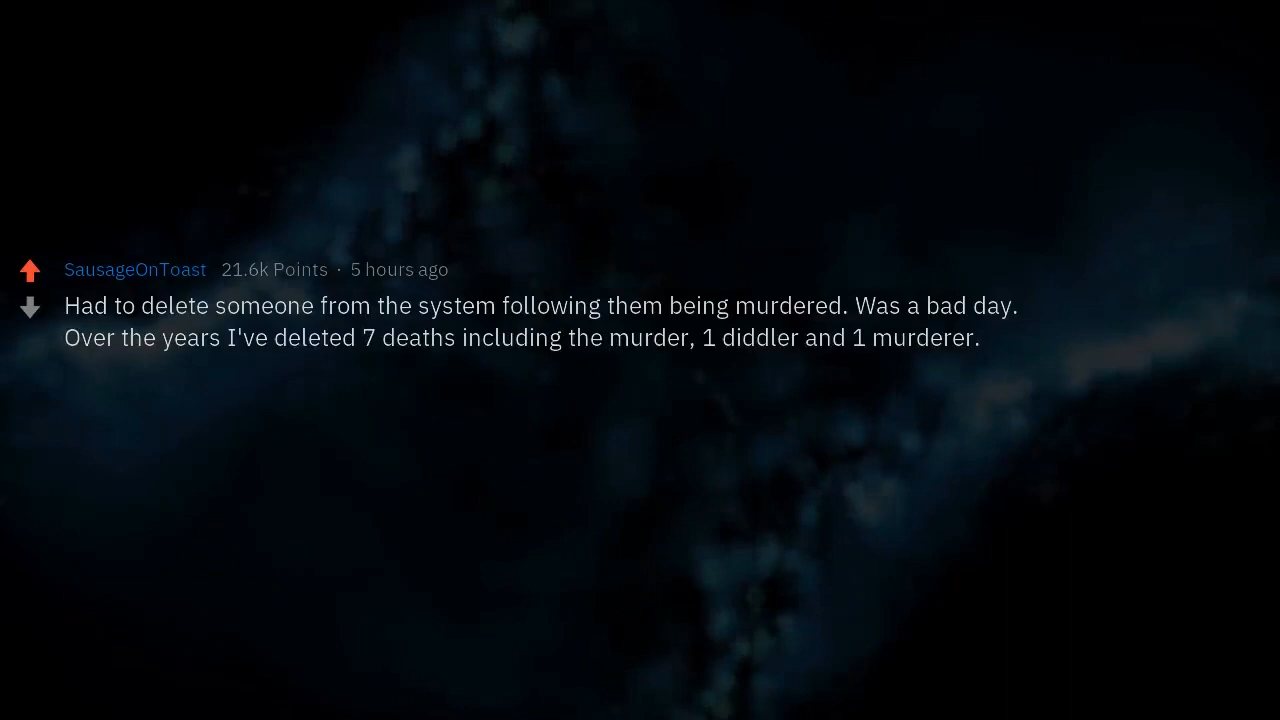 SausageOnToast 21.6k Points · 5 hours ago
Had to delete someone from the system following them being murdered. Was a bad day.
Over the years I've deleted 7 deaths including the murder, 1 diddler and 1 murderer.